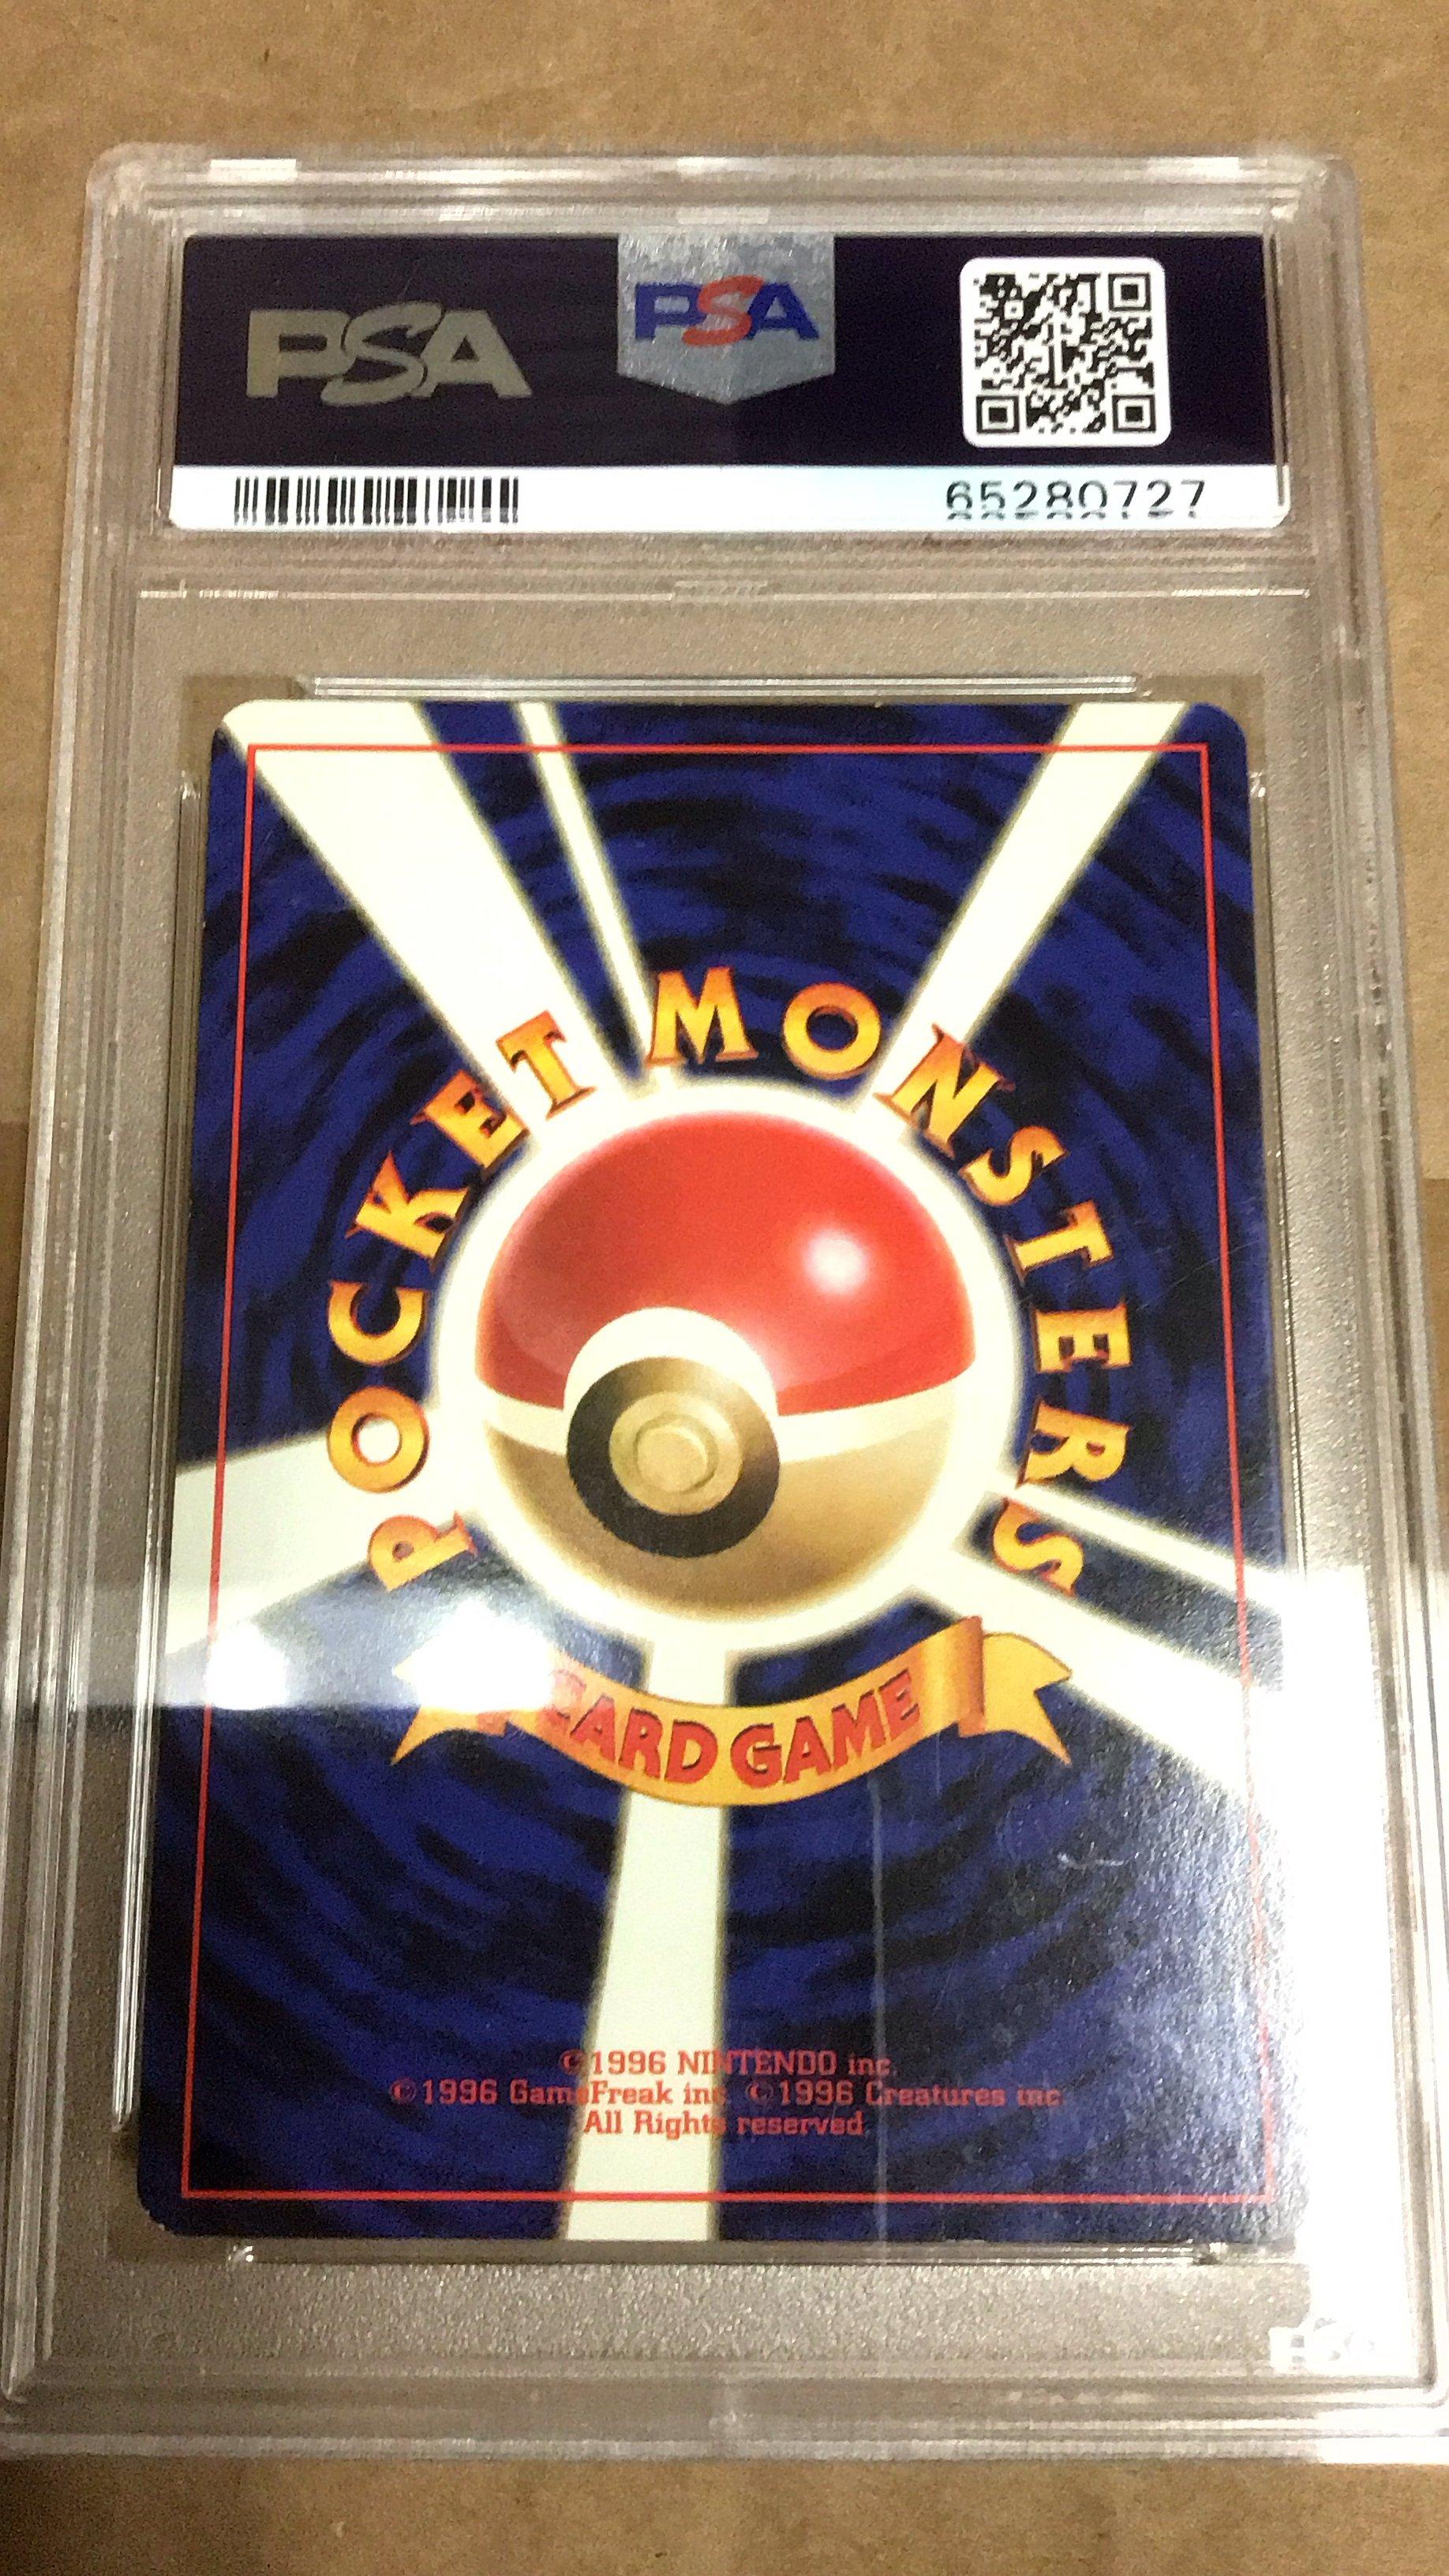 PSA
PSA
65280727
POCKET MONSTERS
CARD GAME
©1996 NINTENDO inc.
©1996 GameFreak inc. ©1996 Creatures inc.
All Rights reserved.
PSA